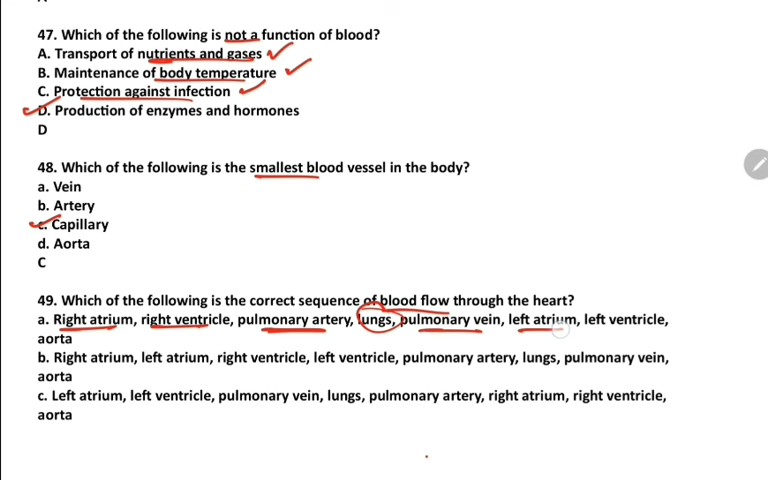 47. Which of the following is not a function of blood?
A. Transport of nutrients and gases
B. Maintenance of body temperature
C. Protection against infection
D. Production of enzymes and hormones
D
48. Which of the following is the smallest blood vessel in the body?
a. Vein
b. Artery
c. Capillary
d. Aorta
C
49. Which of the following is the correct sequence of blood flow through the heart?
a. Right atrium, right ventricle, pulmonary artery, lungs, pulmonary vein, left atrium, left ventricle,
aorta
b. Right atrium, left atrium, right ventricle, left ventricle, pulmonary artery, lungs, pulmonary vein,
aorta
c. Left atrium, left ventricle, pulmonary vein, lungs, pulmonary artery, right atrium, right ventricle,
aorta